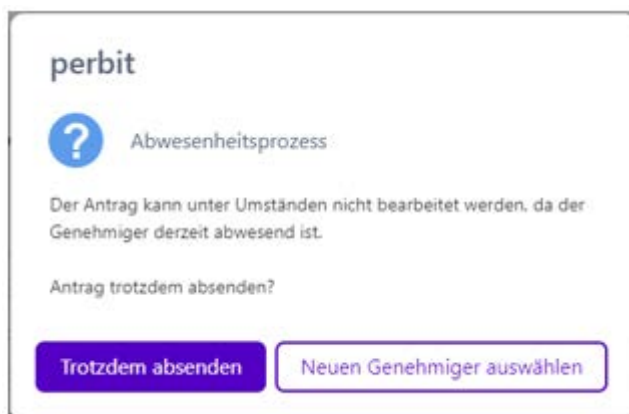 perbit
?
Abwesenheitsprozess
Der Antrag kann unter Umständen nicht bearbeitet werden, da der
Genehmiger derzeit abwesend ist.
Antrag trotzdem absenden?
Trotzdem absenden
Neuen Genehmiger auswählen